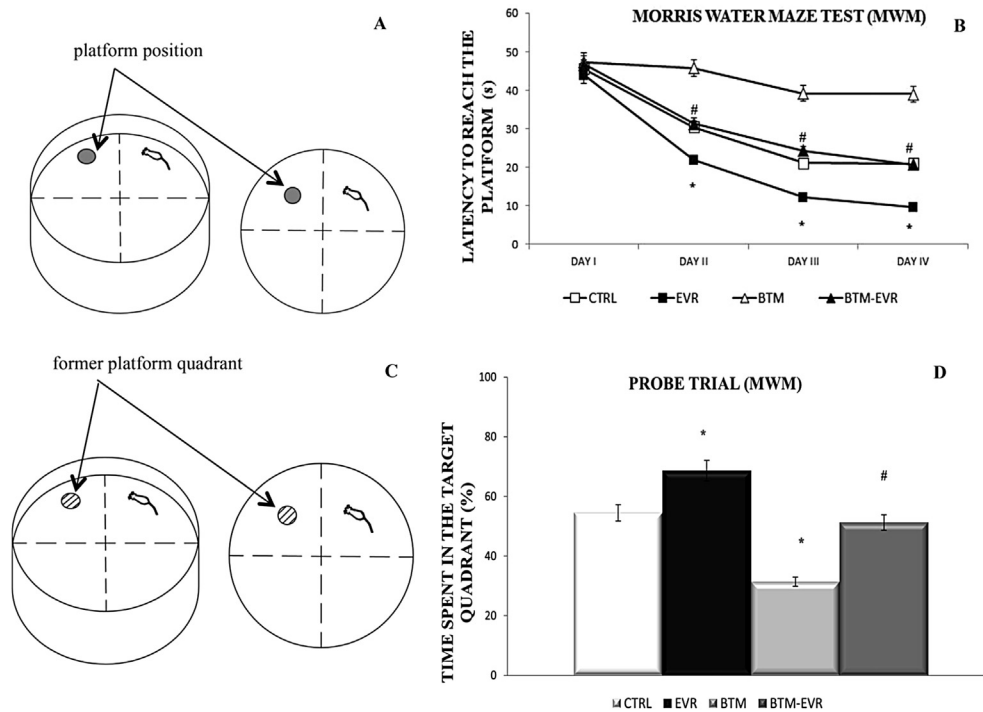 A
platform position
MORRIS WATER MAZE TEST (MWM)
B
LATENCY TO REACH THE
PLATFORM (s)
60
50
40
30
20
10
0
#
#
#
*
*
*
DAY I
DAY II
DAY III
DAY IV
CTRL
EVR
BTM
BTM-EVR
former platform quadrant
C
PROBE TRIAL (MWM)
D
TIME SPENT IN THE TARGET
QUADRANT (%)
100
80
60
40
20
0
*
*
#
CTRL
EVR
BTM
BTM-EVR